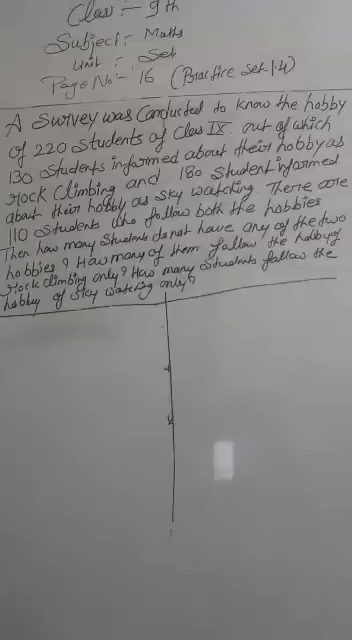 Class :- 9th
Subject :- Maths
Unit :- Set
Page No :- 16 (Practice Set 1.4)
A Survey was Conducted to know the hobby
of 220 students of Class IX. out of which
130 students informed about their hobby as
rock Climbing and 180 student informed
about their hobby as sky watching. There are
110 students who follow both the hobbies
Then how many students do not have any of the two
hobbies ? How many of them follow the hobby of
rock climbing only ? How many students follow the
hobby of sky watching only ?